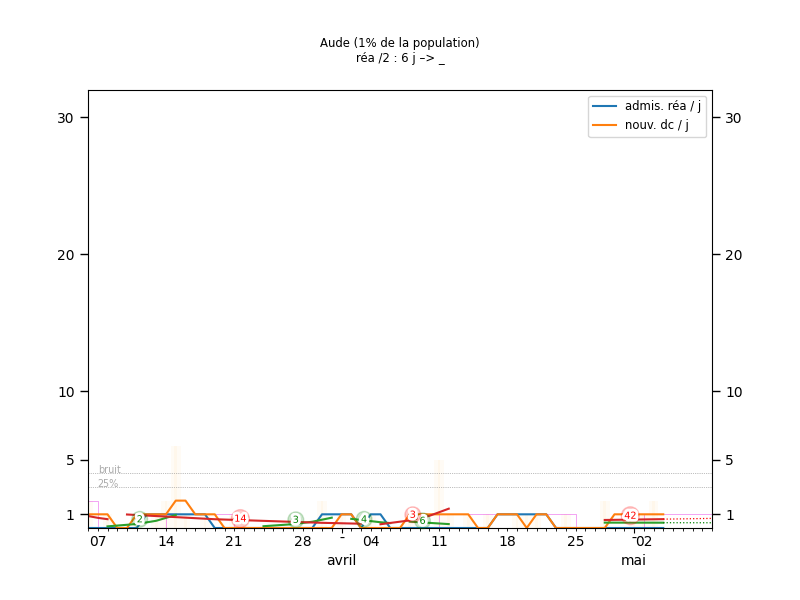 Aude (1% de la population)
réa /2 : 6 j –> _
admis. réa / j
nouv. dc / j
30 30
20 20
10 10
5 5
bruit
25%
1 1
2 14 3 4 3 6 42
07 14 21 28 - 04 11 18 25 -02
avril mai